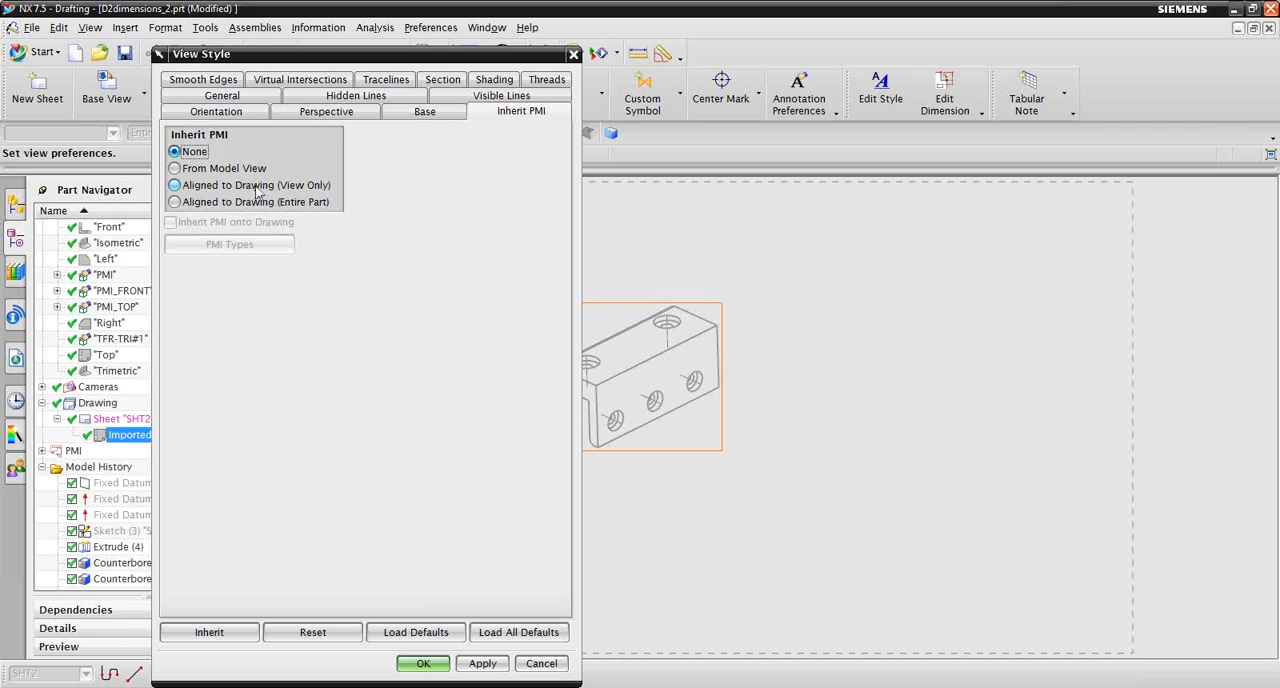 NX 7.5 - Drafting - [D2dimensions_2.prt (Modified) ]
SIEMENS
File Edit View Insert Format Tools Assemblies Information Analysis Preferences Window Help
Start
New Sheet
Base View
Custom Symbol
Center Mark
Annotation Preferences
Edit Style
Edit Dimension
Tabular Note
Set view preferences.
View Style
Smooth Edges Virtual Intersections Tracelines Section Shading Threads
General Hidden Lines Visible Lines
Orientation Perspective Base Inherit PMI
Inherit PMI
None
From Model View
Aligned to Drawing (View Only)
Aligned to Drawing (Entire Part)
Inherit PMI onto Drawing
PMI Types
Part Navigator
Name
"Front"
"Isometric"
"Left"
"PMI"
"PMI_FRONT"
"PMI_TOP"
"Right"
"TFR-TRI#1"
"Top"
"Trimetric"
Cameras
Drawing
Sheet "SHT2
Imported
PMI
Model History
Fixed Datum
Fixed Datum
Fixed Datum
Sketch (3) "S
Extrude (4)
Counterbore
Counterbore
Dependencies
Details
Preview
Inherit Reset Load Defaults Load All Defaults
OK Apply Cancel
SHT2